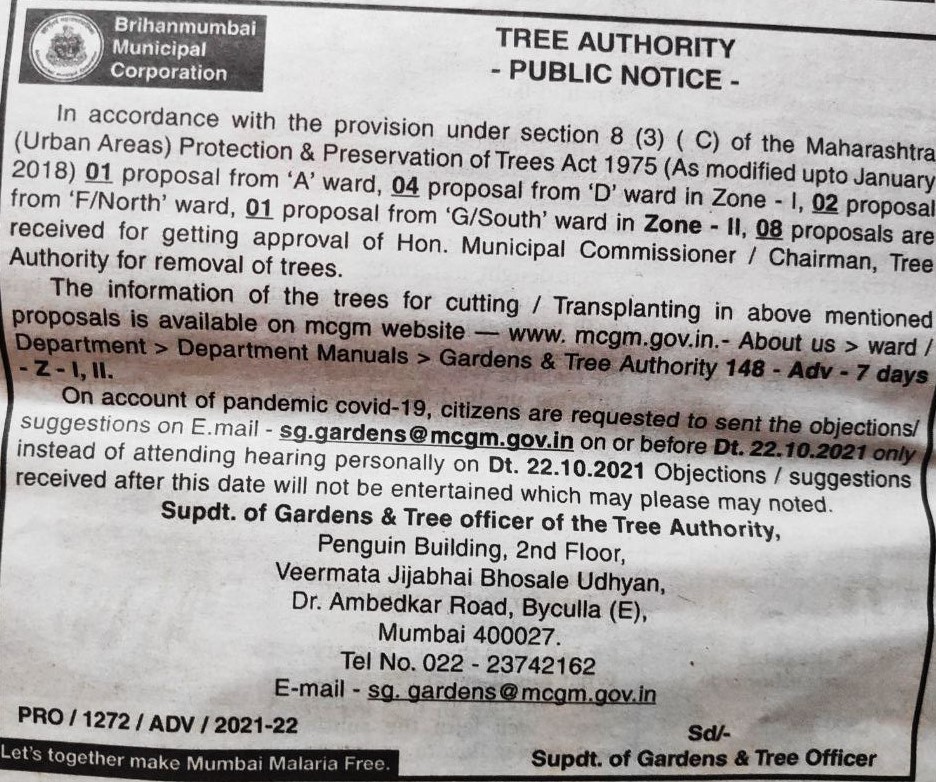 Brihanmumbai
Municipal
Corporation
TREE AUTHORITY
- PUBLIC NOTICE -
In accordance with the provision under section 8 (3) ( C) of the Maharashtra
(Urban Areas) Protection & Preservation of Trees Act 1975 (As modified upto January
2018) 01 proposal from ‘A’ ward, 04 proposal from ‘D’ ward in Zone - I, 02 proposal
from ‘F/North’ ward, 01 proposal from ‘G/South’ ward in Zone - II, 08 proposals are
received for getting approval of Hon. Municipal Commissioner / Chairman, Tree
Authority for removal of trees.
The information of the trees for cutting / Transplanting in above mentioned
proposals is available on mcgm website — www. mcgm.gov.in.- About us > ward /
Department > Department Manuals > Gardens & Tree Authority 148 - Adv - 7 days
- Z - I, II.
On account of pandemic covid-19, citizens are requested to sent the objections/
suggestions on E.mail - sg.gardens@mcgm.gov.in on or before Dt. 22.10.2021 only
instead of attending hearing personally on Dt. 22.10.2021 Objections / suggestions
received after this date will not be entertained which may please may noted.
Supdt. of Gardens & Tree officer of the Tree Authority,
Penguin Building, 2nd Floor,
Veermata Jijabhai Bhosale Udhyan,
Dr. Ambedkar Road, Byculla (E),
Mumbai 400027.
Tel No. 022 - 23742162
E-mail - sg. gardens@mcgm.gov.in
PRO / 1272 / ADV / 2021-22
Sd/-
Supdt. of Gardens & Tree Officer
Let's together make Mumbai Malaria Free.